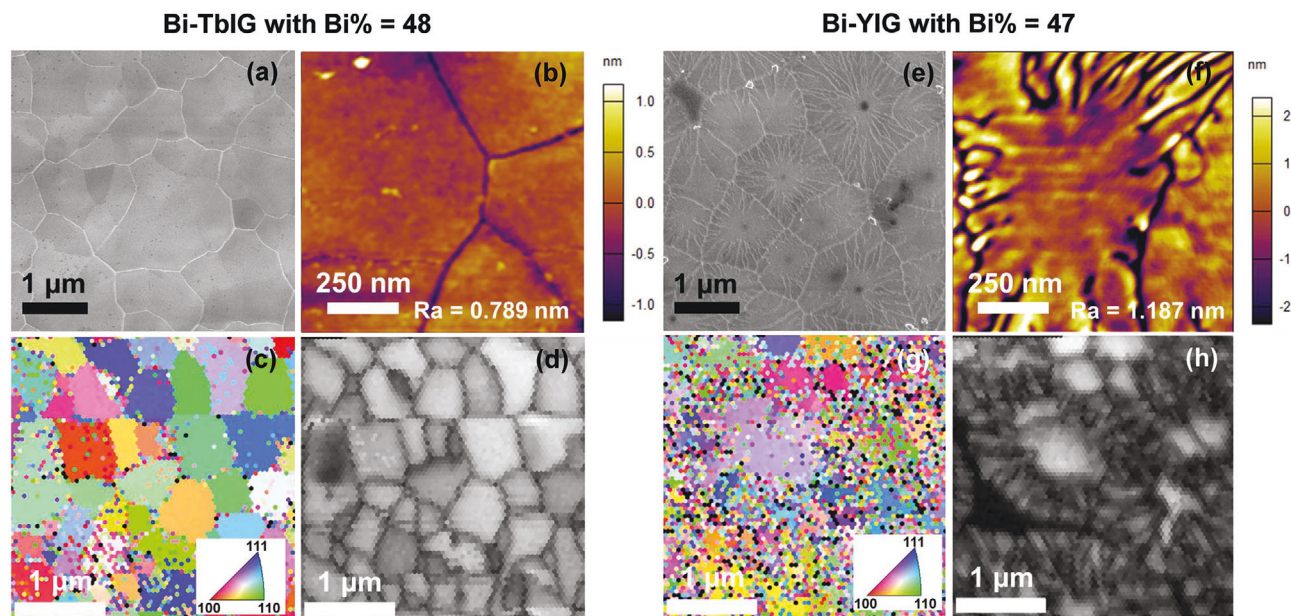 Bi-TbIG with Bi% = 48
Bi-YIG with Bi% = 47
(a)
1 µm
(b)
250 nm
Ra = 0.789 nm
nm
1.0
0.5
0.0
-0.5
-1.0
(e)
1 µm
(f)
250 nm
Ra = 1.187 nm
nm
2
1
0
-1
-2
(c)
1 µm
111
100
110
(d)
1 µm
(g)
1 µm
111
100
110
(h)
1 µm